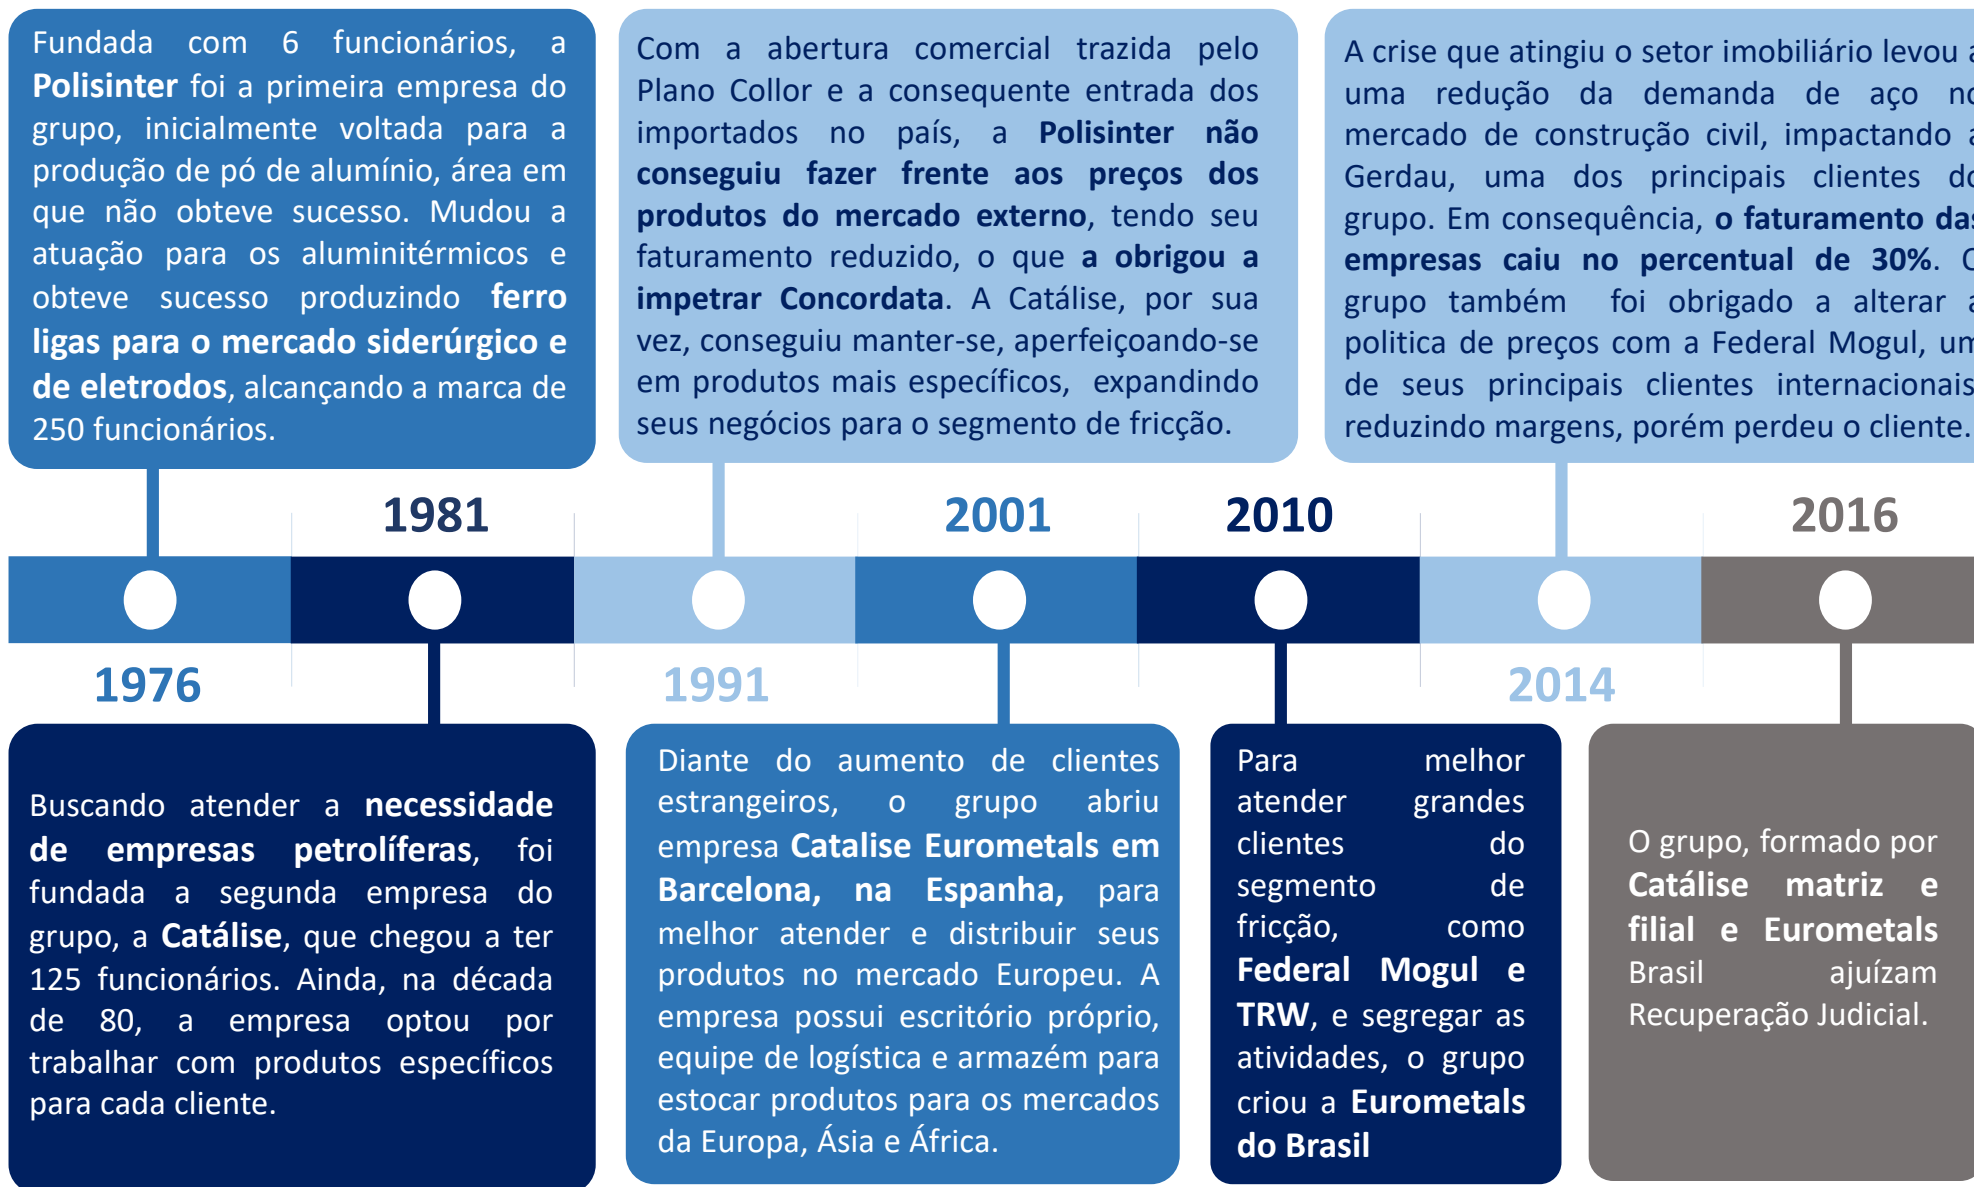 Fundada com 6 funcionários, a
Polisinter foi a primeira empresa do
grupo, inicialmente voltada para a
produção de pó de alumínio, área em
que não obteve sucesso. Mudou a
atuação para os aluminitérmicos e
obteve sucesso produzindo ferro
ligas para o mercado siderúrgico e
de eletrodos, alcançando a marca de
250 funcionários.
Com a abertura comercial trazida pelo
Plano Collor e a consequente entrada dos
importados no país, a Polisinter não
conseguiu fazer frente aos preços dos
produtos do mercado externo, tendo seu
faturamento reduzido, o que a obrigou a
impetrar Concordata. A Catálise, por sua
vez, conseguiu manter-se, aperfeiçoando-se
em produtos mais específicos, expandindo
seus negócios para o segmento de fricção.
A crise que atingiu o setor imobiliário levou a
uma redução da demanda de aço no
mercado de construção civil, impactando a
Gerdau, uma dos principais clientes do
grupo. Em consequência, o faturamento das
empresas caiu no percentual de 30%. O
grupo também foi obrigado a alterar a
politica de preços com a Federal Mogul, um
de seus principais clientes internacionais
reduzindo margens, porém perdeu o cliente.
1981
2001
2010
2016
1976
1991
2014
Buscando atender a necessidade
de empresas petrolíferas, foi
fundada a segunda empresa do
grupo, a Catálise, que chegou a ter
125 funcionários. Ainda, na década
de 80, a empresa optou por
trabalhar com produtos específicos
para cada cliente.
Diante do aumento de clientes
estrangeiros, o grupo abriu
empresa Catalise Eurometals em
Barcelona, na Espanha, para
melhor atender e distribuir seus
produtos no mercado Europeu. A
empresa possui escritório próprio,
equipe de logística e armazém para
estocar produtos para os mercados
da Europa, Ásia e África.
Para melhor
atender grandes
clientes do
segmento de
fricção, como
Federal Mogul e
TRW, e segregar as
atividades, o grupo
criou a Eurometals
do Brasil
O grupo, formado por
Catálise matriz e
filial e Eurometals
Brasil ajuízam
Recuperação Judicial.